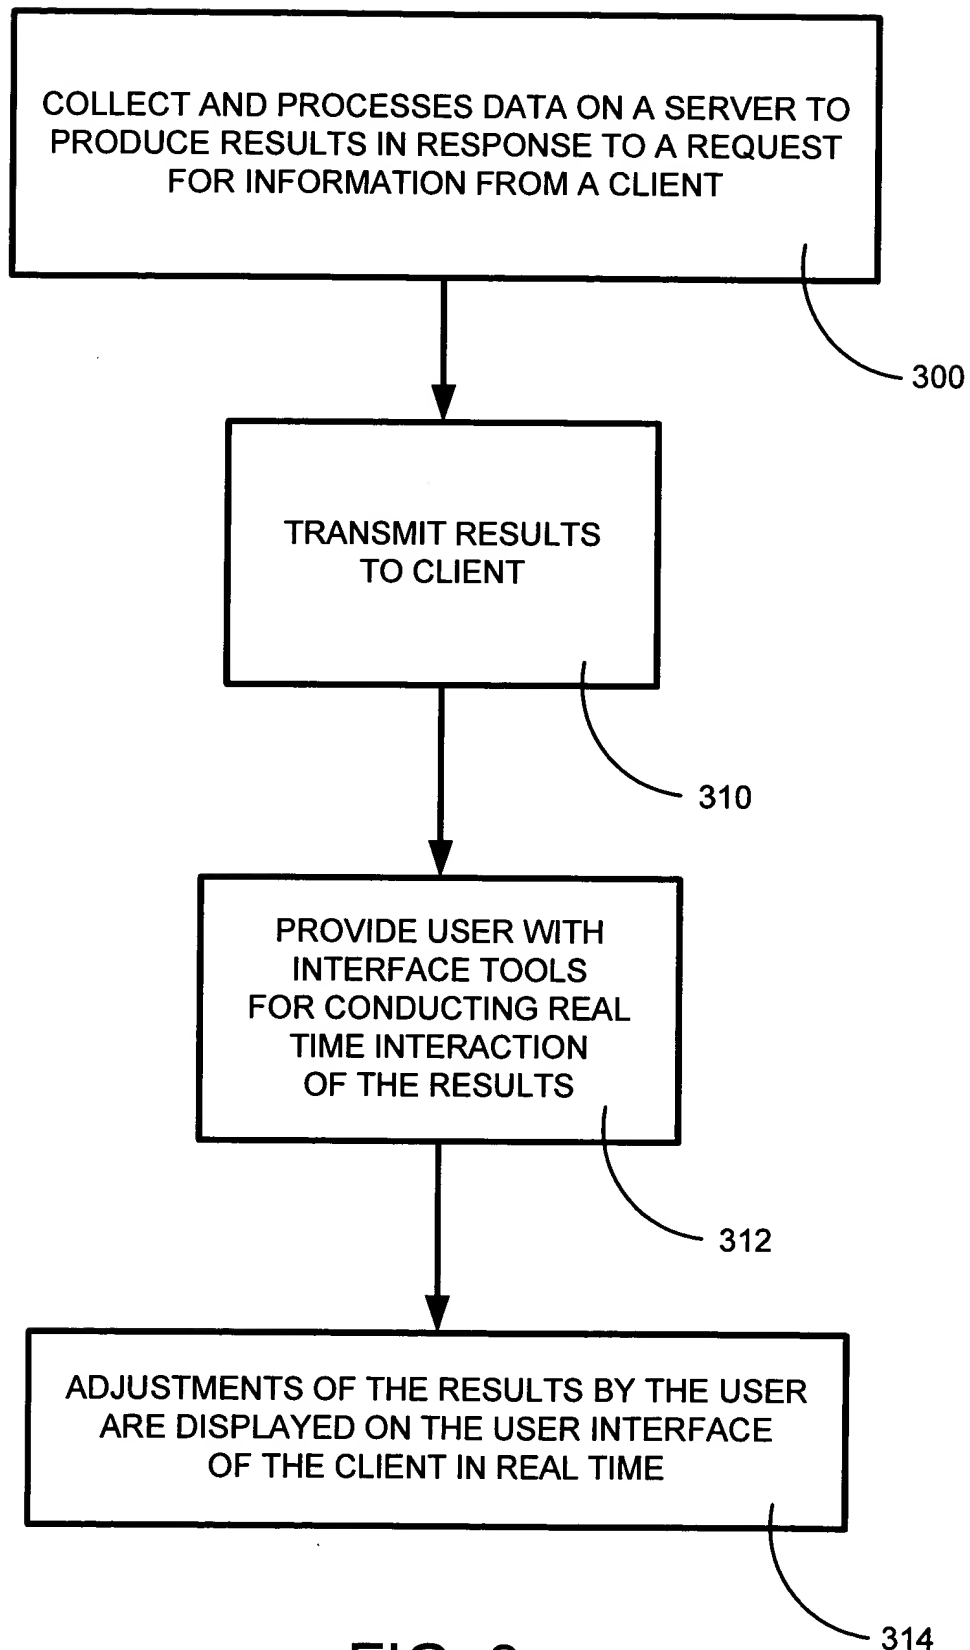 COLLECT AND PROCESSES DATA ON A SERVER TO
PRODUCE RESULTS IN RESPONSE TO A REQUEST
FOR INFORMATION FROM A CLIENT
300
TRANSMIT RESULTS
TO CLIENT
310
PROVIDE USER WITH
INTERFACE TOOLS
FOR CONDUCTING REAL
TIME INTERACTION
OF THE RESULTS
312
ADJUSTMENTS OF THE RESULTS BY THE USER
ARE DISPLAYED ON THE USER INTERFACE
OF THE CLIENT IN REAL TIME
314
FIG.